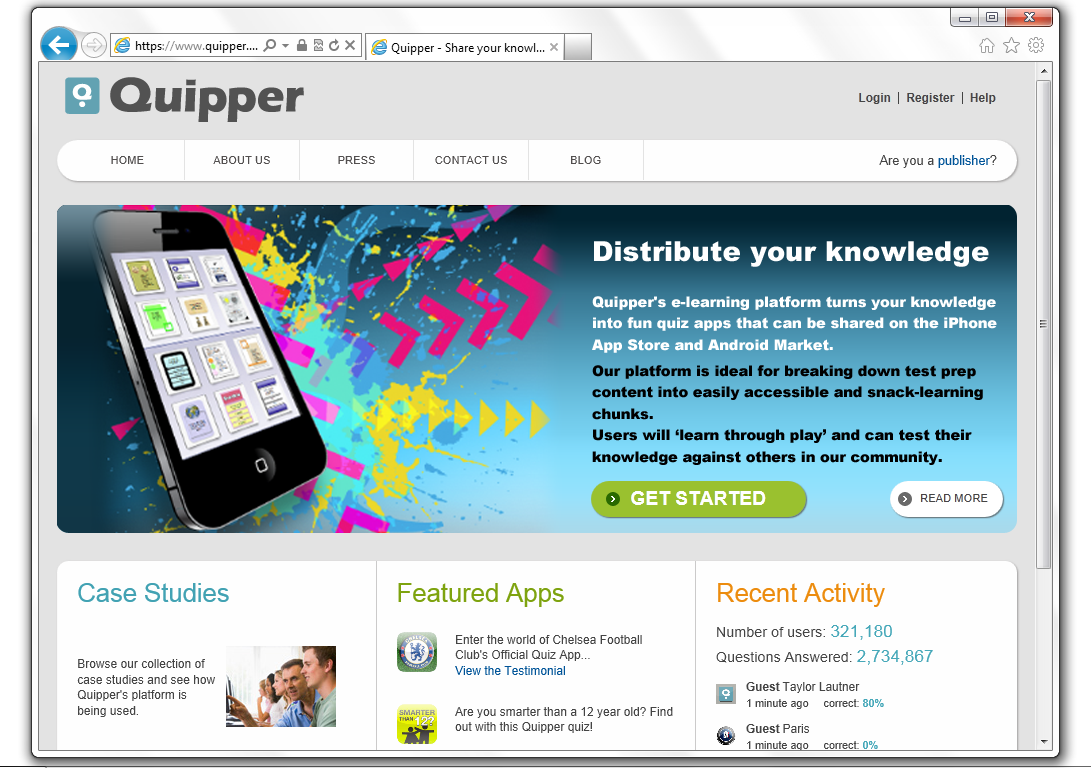 https://www.quipper....
Quipper - Share your knowl...
Quipper
Login | Register | Help
HOME
ABOUT US
PRESS
CONTACT US
BLOG
Are you a publisher?
Distribute your knowledge
Quipper's e-learning platform turns your knowledge
into fun quiz apps that can be shared on the iPhone
App Store and Android Market.
Our platform is ideal for breaking down test prep
content into easily accessible and snack-learning
chunks.
Users will ‘learn through play’ and can test their
knowledge against others in our community.
GET STARTED
READ MORE
Case Studies
Browse our collection of
case studies and see how
Quipper's platform is
being used.
Featured Apps
CHELSEA
Enter the world of Chelsea Football
Club's Official Quiz App...
View the Testimonial
SMARTER
THAN 12?
Are you smarter than a 12 year old? Find
out with this Quipper quiz!
Recent Activity
Number of users: 321,180
Questions Answered: 2,734,867
Guest Taylor Lautner
1 minute ago correct: 80%
Guest Paris
1 minute ago correct: 0%